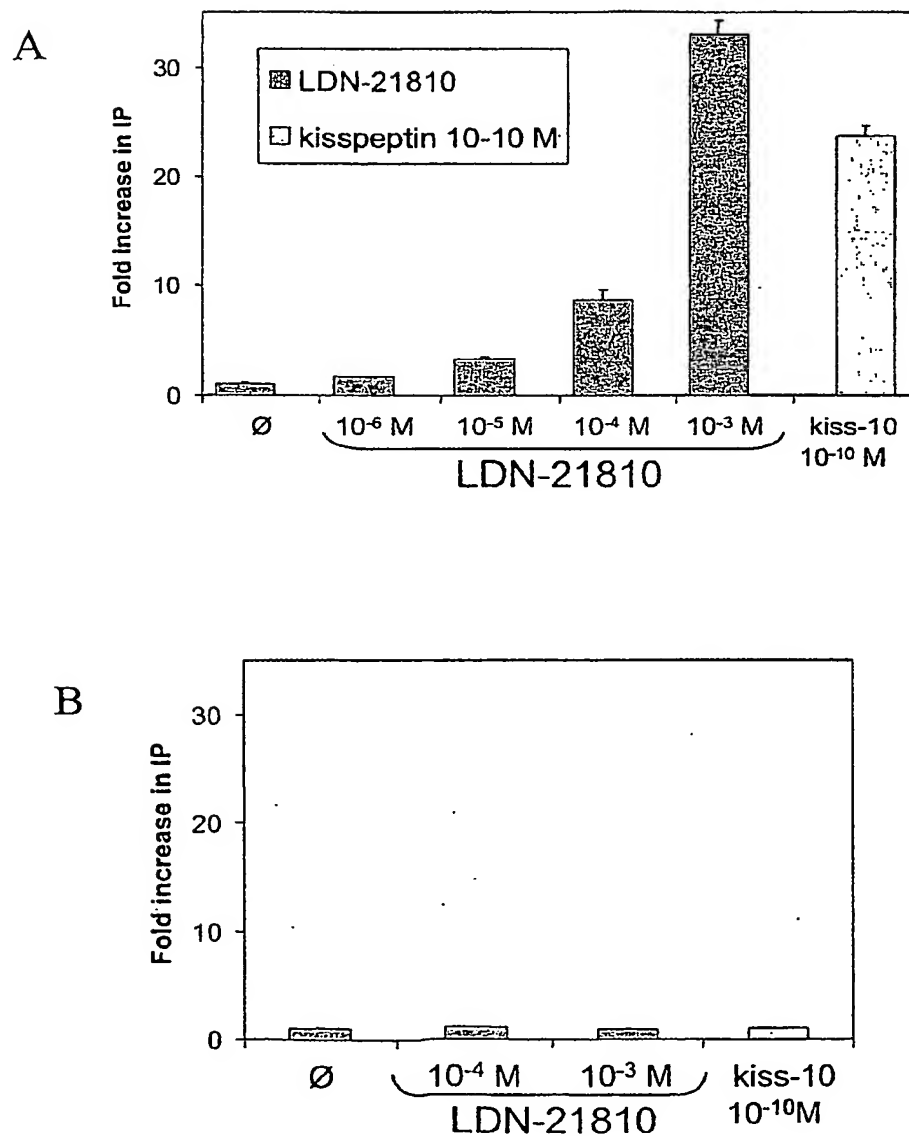 A
Fold Increase in IP
30
20
10
0
LDN-21810
kisspeptin 10-10 M
Ø
10⁻⁶ M
10⁻⁵ M
10⁻⁴ M
10⁻³ M
kiss-10
10⁻¹⁰ M
LDN-21810
B
Fold increase in IP
30
20
10
0
Ø
10⁻⁴ M
10⁻³ M
kiss-10
10⁻¹⁰M
LDN-21810